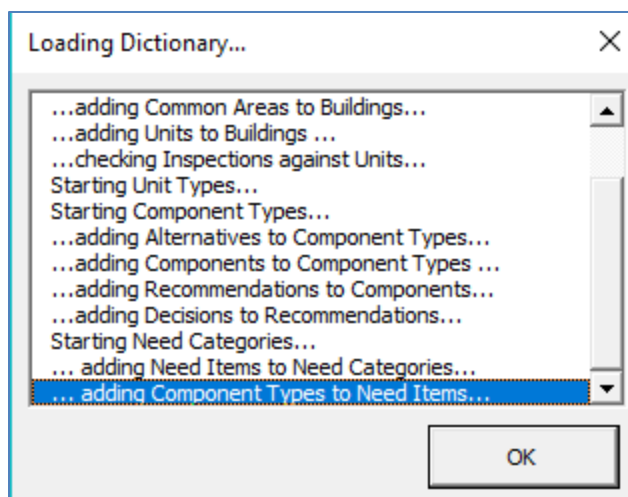 Loading Dictionary...
...adding Common Areas to Buildings...
...adding Units to Buildings ...
...checking Inspections against Units...
Starting Unit Types...
Starting Component Types...
...adding Alternatives to Component Types...
...adding Components to Component Types ...
...adding Recommendations to Components...
...adding Decisions to Recommendations...
Starting Need Categories...
... adding Need Items to Need Categories...
... adding Component Types to Need Items...
OK